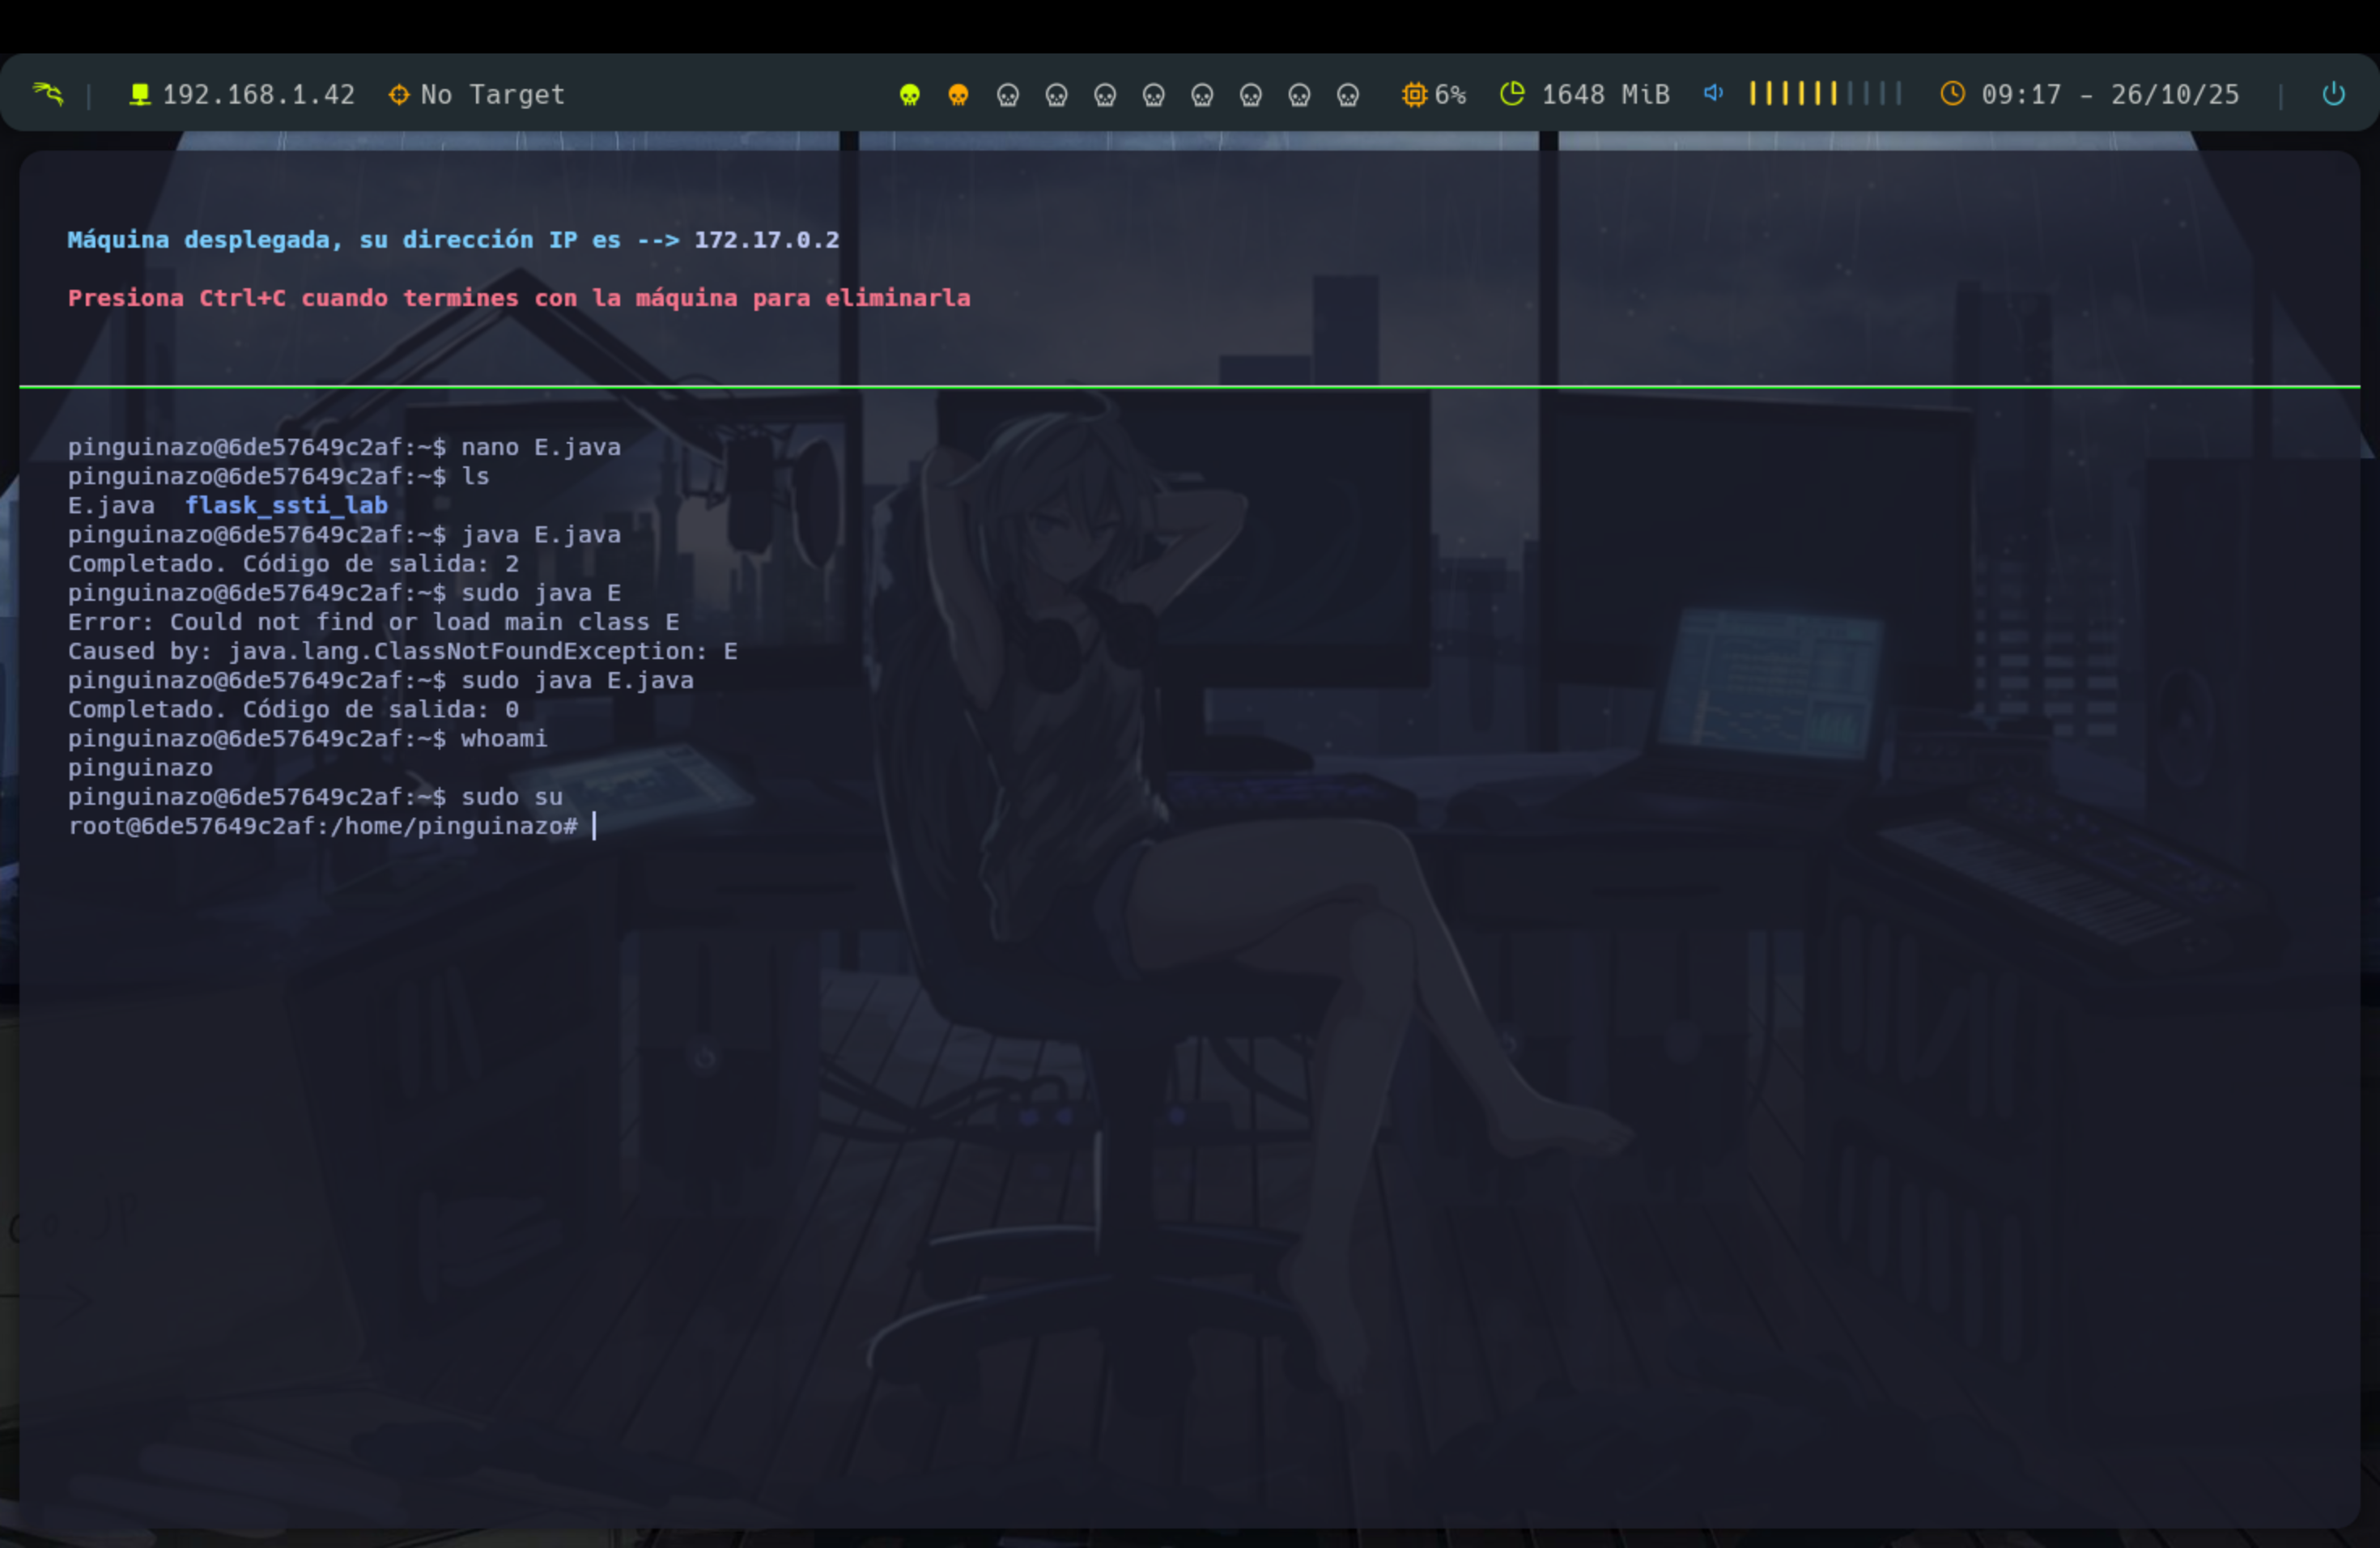 192.168.1.42 No Target 6% 1648 MiB 09:17 - 26/10/25
Máquina desplegada, su dirección IP es --> 172.17.0.2
Presiona Ctrl+C cuando termines con la máquina para eliminarla
pinguinazo@6de57649c2af:~$ nano E.java
pinguinazo@6de57649c2af:~$ ls
E.java  flask_ssti_lab
pinguinazo@6de57649c2af:~$ java E.java
Completado. Código de salida: 2
pinguinazo@6de57649c2af:~$ sudo java E
Error: Could not find or load main class E
Caused by: java.lang.ClassNotFoundException: E
pinguinazo@6de57649c2af:~$ sudo java E.java
Completado. Código de salida: 0
pinguinazo@6de57649c2af:~$ whoami
pinguinazo
pinguinazo@6de57649c2af:~$ sudo su
root@6de57649c2af:/home/pinguinazo#